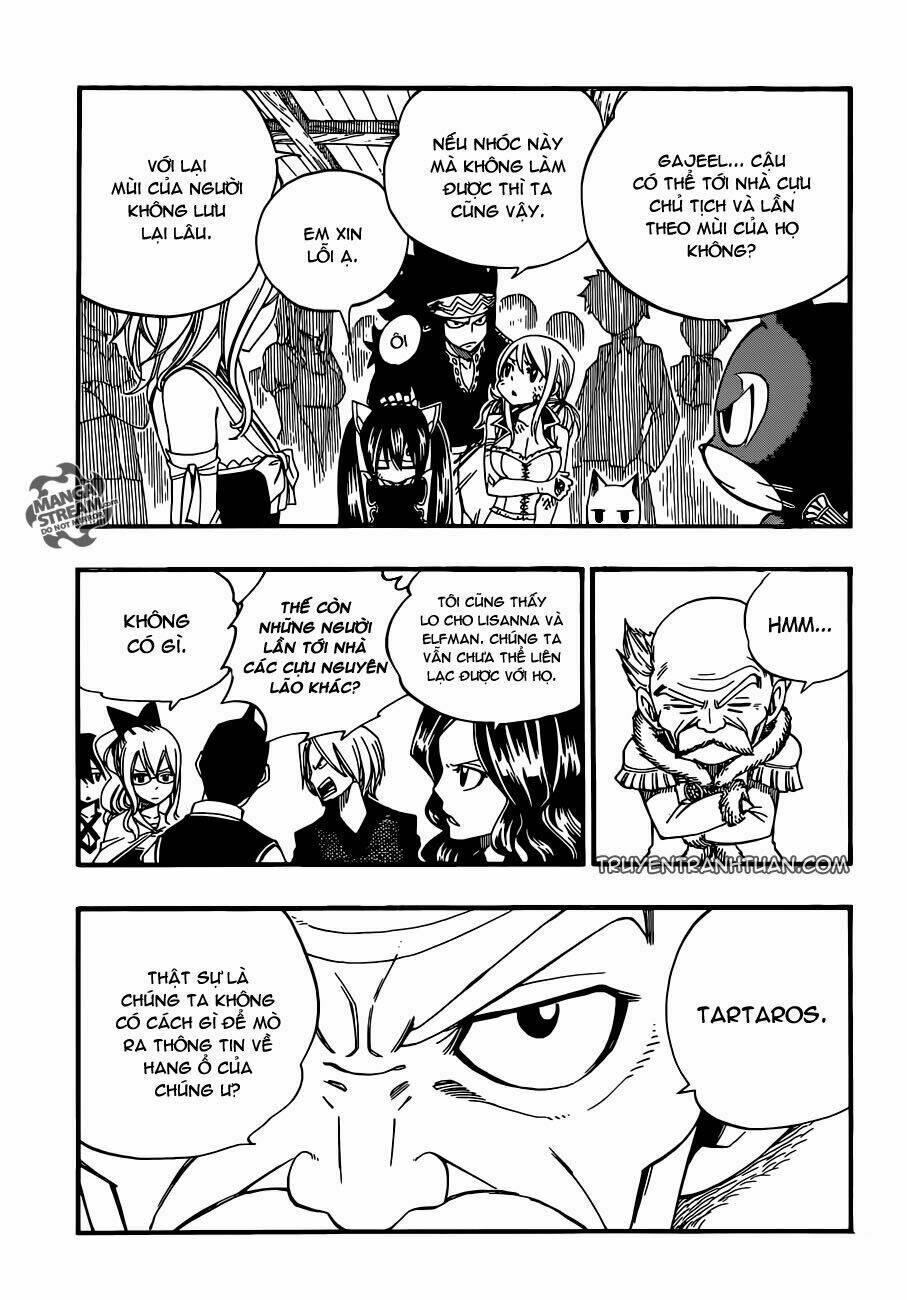 GAJEEL... CẬU
CÓ THỂ TỚI NHÀ CỰU
CHỦ TỊCH VÀ LẦN
THEO MÙI CỦA HỌ
KHÔNG?
NẾU NHÓC NÀY
MÀ KHÔNG LÀM
ĐƯỢC THÌ TA
CŨNG VẬY.
ÔI
EM XIN
LỖI Ạ.
VỚI LẠI
MÙI CỦA NGƯỜI
KHÔNG LƯU
LẠI LÂU.
MANGA
STREAM
HMM...
TÔI CŨNG THẤY
LO CHO LISANNA VÀ
ELFMAN. CHÚNG TA
VẪN CHƯA THỂ LIÊN
LẠC ĐƯỢC VỚI HỌ.
THẾ CÒN
NHỮNG NGƯỜI
LẦN TỚI NHÀ
CÁC CỰU NGUYÊN
LÃO KHÁC?
KHÔNG
CÓ GÌ.
TRUYENTRANHTUAN.COM
TARTAROS.
THẬT SỰ LÀ
CHÚNG TA KHÔNG
CÓ CÁCH GÌ ĐỂ MÒ
RA THÔNG TIN VỀ
HANG Ổ CỦA
CHÚNG Ư?